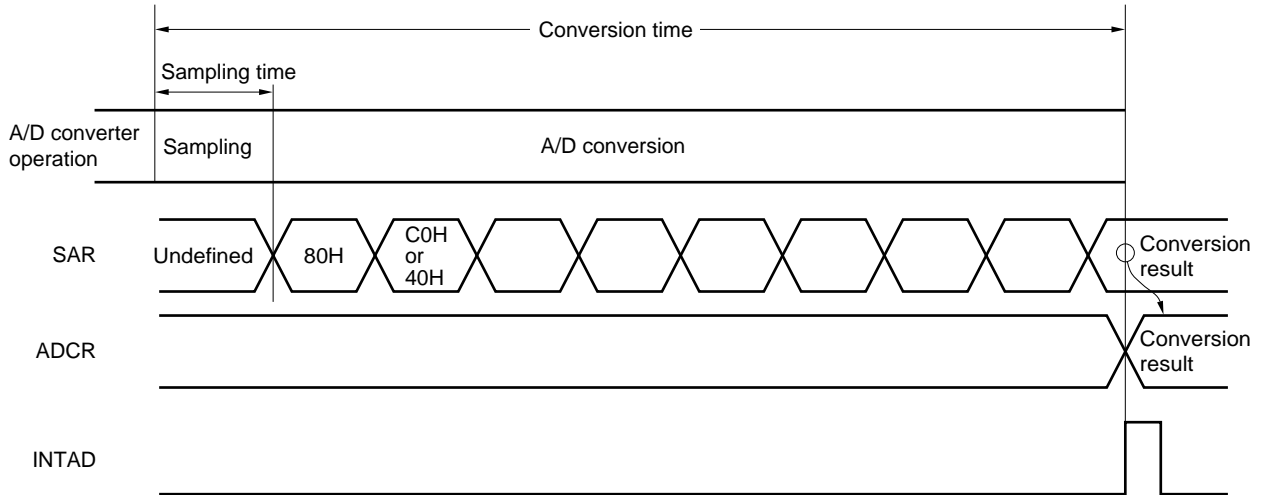 Conversion time
Sampling time
A/D converter
operation
Sampling
A/D conversion
SAR
Undefined
80H
C0H
or
40H
Conversion
result
ADCR
Conversion
result
INTAD